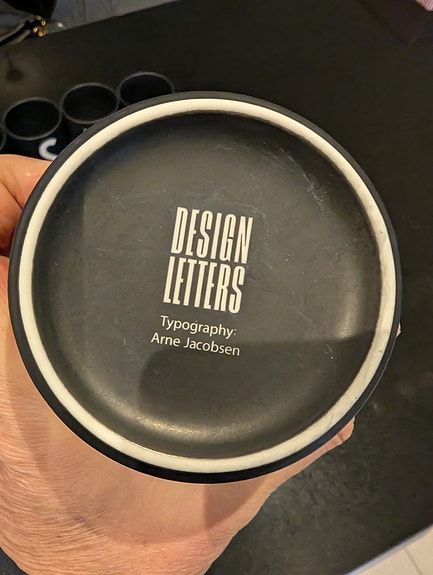 DESIGN
LETTERS
Typography:
Arne Jacobsen